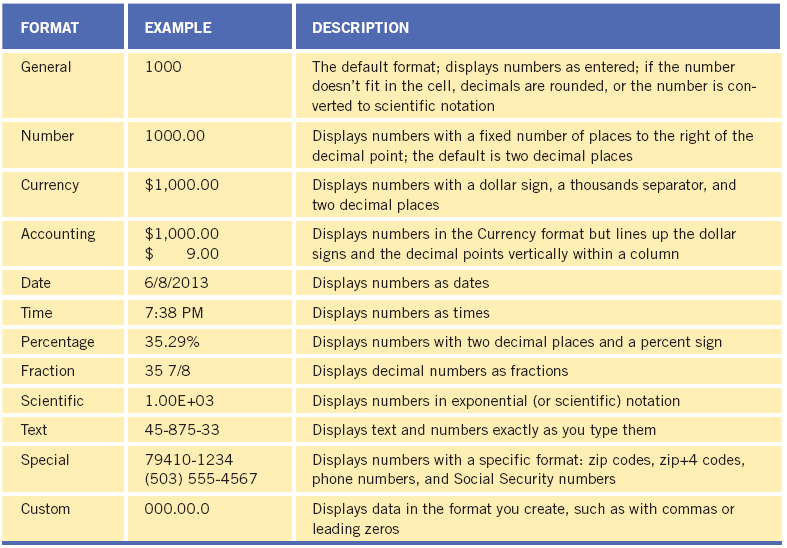 FORMAT EXAMPLE DESCRIPTION
General 1000 The default format; displays numbers as entered; if the number
doesn't fit in the cell, decimals are rounded, or the number is con-
verted to scientific notation
Number 1000.00 Displays numbers with a fixed number of places to the right of the
decimal point; the default is two decimal places
Currency $1,000.00 Displays numbers with a dollar sign, a thousands separator, and
two decimal places
Accounting $1,000.00 Displays numbers in the Currency format but lines up the dollar
$ 9.00 signs and the decimal points vertically within a column
Date 6/8/2013 Displays numbers as dates
Time 7:38 PM Displays numbers as times
Percentage 35.29% Displays numbers with two decimal places and a percent sign
Fraction 35 7/8 Displays decimal numbers as fractions
Scientific 1.00E+03 Displays numbers in exponential (or scientific) notation
Text 45-875-33 Displays text and numbers exactly as you type them
Special 79410-1234 Displays numbers with a specific format: zip codes, zip+4 codes,
(503) 555-4567 phone numbers, and Social Security numbers
Custom 000.00.0 Displays data in the format you create, such as with commas or
leading zeros